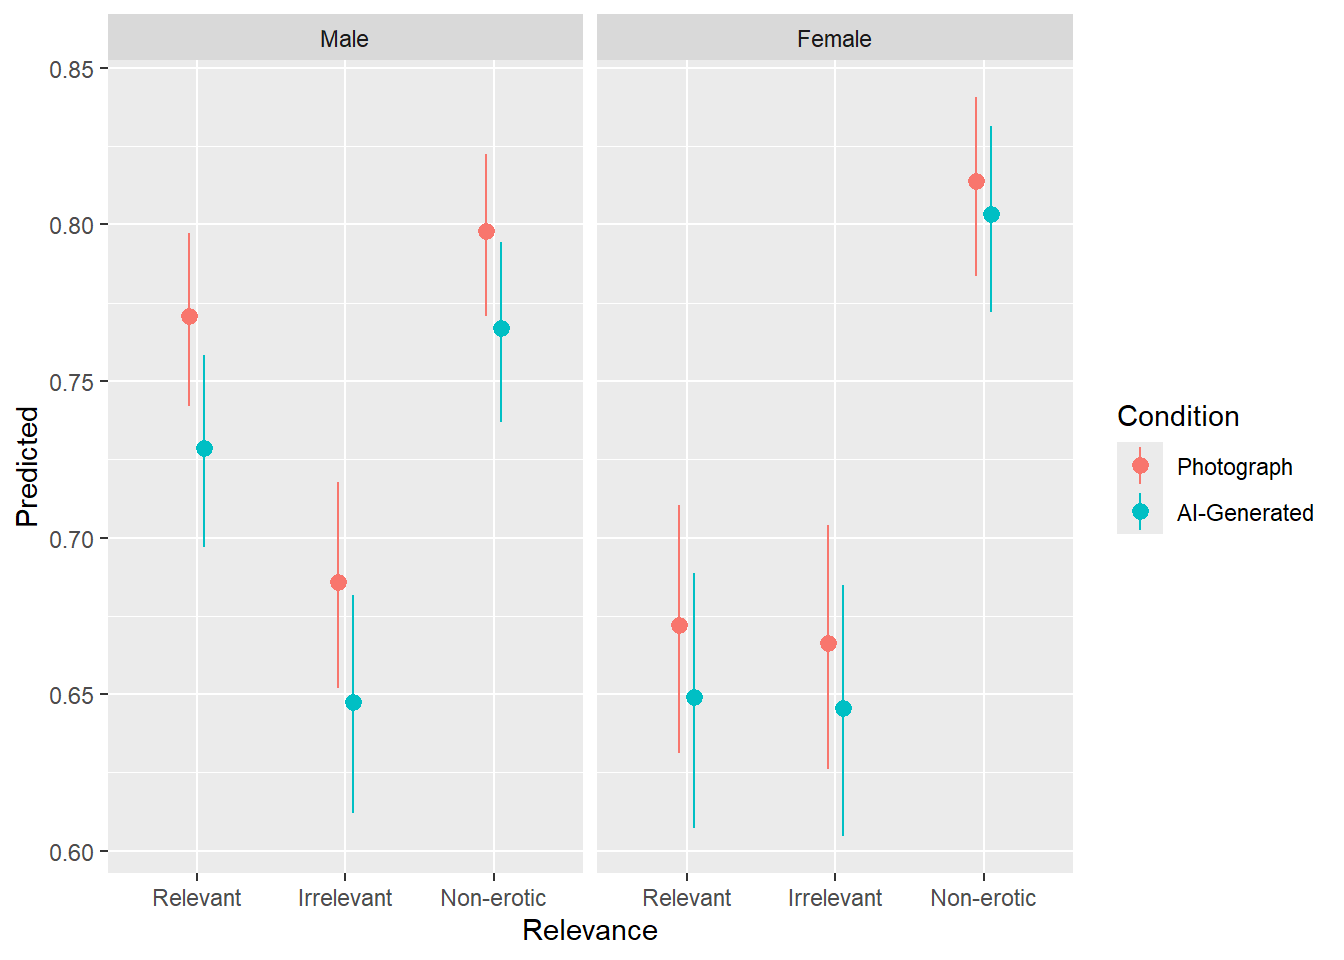 Male Female
0.85
0.80
0.75
0.70
0.65
0.60
Predicted
Relevant Irrelevant Non-erotic Relevant Irrelevant Non-erotic
Relevance
Condition
Photograph
AI-Generated